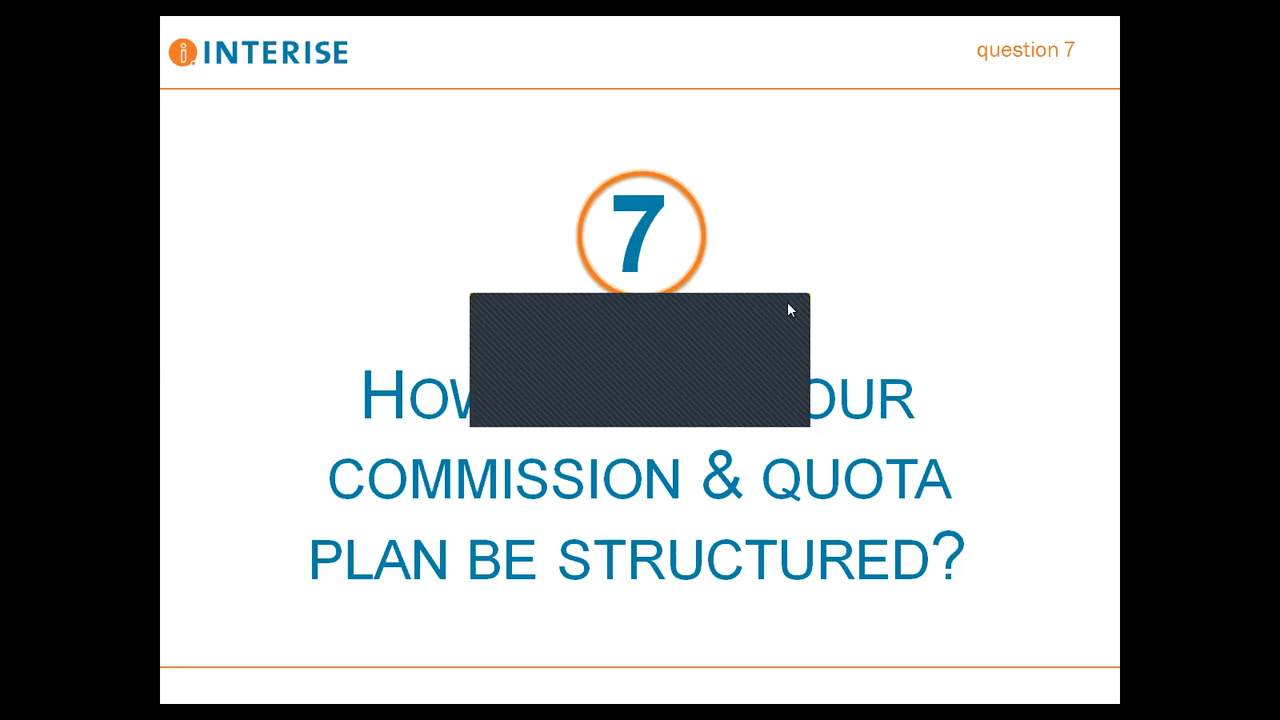 INTERISE
question 7
7
HOW OUR
COMMISSION & QUOTA
PLAN BE STRUCTURED?